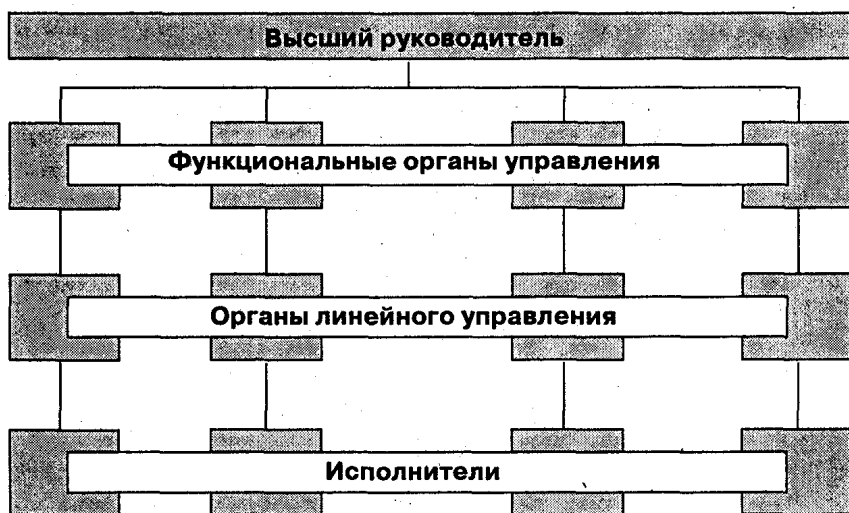 Высший руководитель
Функциональные органы управления
Органы линейного управления
Исполнители